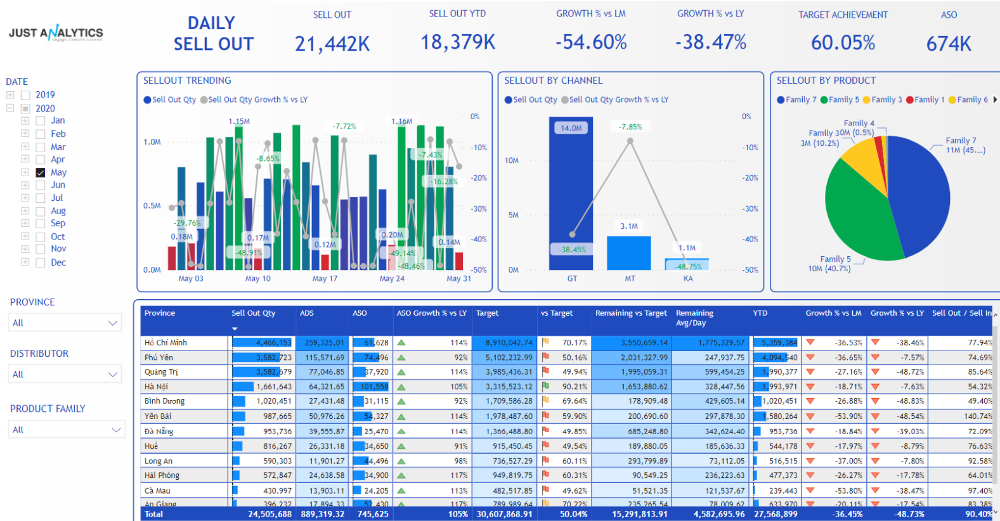 JUST ANALYTICS
Engage. Execute. Exceed.
DAILY
SELL OUT
SELL OUT
21,442K
SELL OUT YTD
18,379K
GROWTH % vs LM
-54.60%
GROWTH % vs LY
-38.47%
TARGET ACHIEVEMENT
60.05%
ASO
674K
DATE
2019
2020
Jan
Feb
Mar
Apr
May
Jun
Jul
Aug
Sep
Oct
Nov
Dec
PROVINCE
All
DISTRIBUTOR
All
PRODUCT FAMILY
All
SELLOUT TRENDING
Sell Out Qty Sell Out Qty Growth % vs LY
1.0M
0.5M
0.0M
0%
-10%
-20%
-30%
-40%
-50%
1.15M
-7.72%
1.16M
-8.65%
-7.43%
-16.28%
-29.76%
0.18M
0.17M
-48.91%
0.12M
0.20M
-49.14%
-48.46%
0.14M
May 03 May 10 May 17 May 24 May 31
SELLOUT BY CHANNEL
Sell Out Qty Sell Out Qty Growth % vs LY
10M
5M
0M
0%
-10%
-20%
-30%
-40%
-50%
14.0M
-7.85%
3.1M
-38.45%
1.1M
-48.75%
GT MT KA
SELLOUT BY PRODUCT
Family 7 Family 5 Family 3 Family 1 Family 6
Family 4
0M (0.5%)
Family 3
3M (10.2%)
Family 7
11M (45....)
Family 5
10M (40.7%)
Province Sell Out Qty ADS ASO ASO Growth % vs LY Target vs Target Remaining vs Target Remaining Avg/Day YTD Growth % vs LM Growth % vs LY Sell Out / Sell In
Hồ Chí Minh 4,466,153 259,325.01 61,628 114% 8,910,042.74 70.17% 3,550,659.14 1,775,329.57 5,359,384 -36.53% -38.46% 77.94%
Phú Yên 3,582,723 115,571.69 74,496 92% 5,102,232.99 50.16% 2,031,327.99 247,937.75 4,094,540 -36.65% -7.57% 74.69%
Quảng Trị 3,582,679 77,046.85 37,920 114% 3,985,436.31 49.94% 1,995,059.31 599,454.25 1,990,377 -27.16% -48.72% 85.64%
Hà Nội 1,661,643 64,321.65 101,558 105% 3,315,523.12 90.21% 1,653,880.62 328,447.56 1,993,971 -18.71% -7.63% 54.32%
Bình Dương 1,020,451 27,431.48 31,115 92% 1,709,586.28 69.64% 178,909.48 429,605.14 1,020,451 -26.88% -48.83% 49.40%
Yên Bái 987,665 50,976.26 54,327 114% 1,978,487.60 59.90% 200,690.60 297,878.30 1,580,264 -53.90% -48.54% 140.74%
Đà Nẵng 953,736 39,555.87 25,470 114% 1,366,488.80 49.85% 685,248.80 342,624.40 953,736 -18.84% -39.03% 72.09%
Huế 816,267 26,331.18 34,650 91% 915,450.45 49.54% 189,880.05 185,636.33 544,178 -17.97% -8.79% 76.63%
Long An 590,303 11,901.27 44,496 98% 736,527.29 60.11% 293,799.89 73,112.05 516,515 -37.00% -7.80% 92.58%
Hải Phòng 572,847 24,638.58 34,900 117% 949,819.75 60.31% 90,549.25 236,223.63 477,373 -26.27% -17.78% 64.01%
Cà Mau 430,997 13,903.11 24,205 113% 482,517.85 49.62% 51,521.35 121,537.67 239,443 -53.80% -38.47% 97.40%
An Giang 396,232 17,894.33 52,430 117% 789,989.64 70.22% 235,265.54 78,009.62 633,970 -20.11% -17.54% 83.38%
Total 24,505,688 889,319.32 745,625 105% 30,607,868.91 50.04% 15,291,813.91 4,582,695.96 27,568,899 -36.45% -48.73% 90.40%